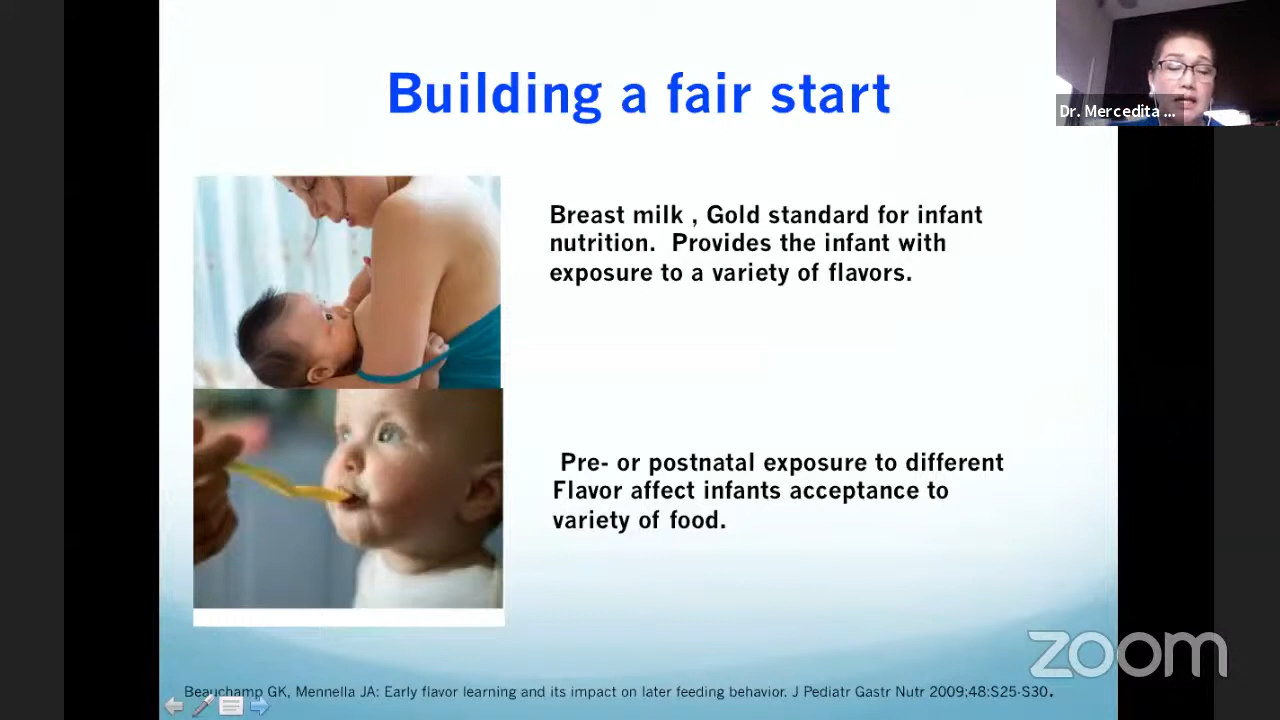 Building a fair start
Dr. Mercedita ...
Breast milk , Gold standard for infant
nutrition.  Provides the infant with
exposure to a variety of flavors.
Pre- or postnatal exposure to different
Flavor affect infants acceptance to
variety of food.
zoom
Beauchamp GK, Mennella JA: Early flavor learning and its impact on later feeding behavior. J Pediatr Gastr Nutr 2009;48:S25-S30.